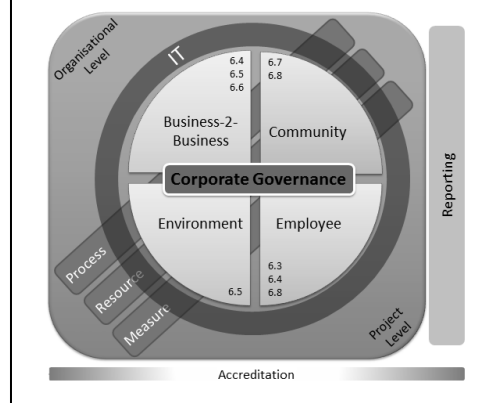 Organisational
Level
IT
6.4
6.5
6.6
6.7
6.8
Business-2-
Business
Community
Corporate Governance
Environment
Employee
6.3
6.4
6.8
6.5
Process
Resource
Measure
Project
Level
Reporting
Accreditation